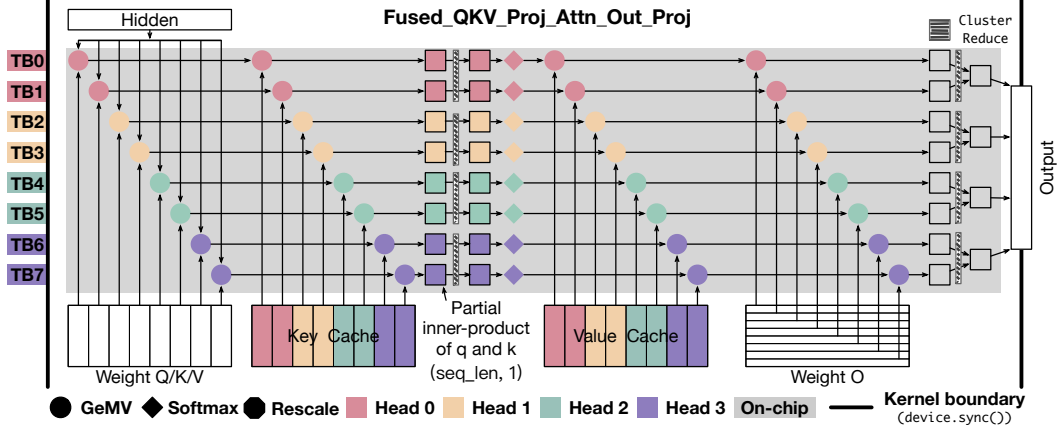 Fused_QKV_Proj_Attn_Out_Proj
Hidden
Cluster
Reduce
TB0
TB1
TB2
TB3
TB4
TB5
TB6
TB7
Output
Key Cache
Value Cache
Partial
inner-product
of q and k
(seq_len, 1)
Weight Q/K/V
Weight O
GeMV
Softmax
Rescale
Head 0
Head 1
Head 2
Head 3
On-chip
Kernel boundary
(device.sync())